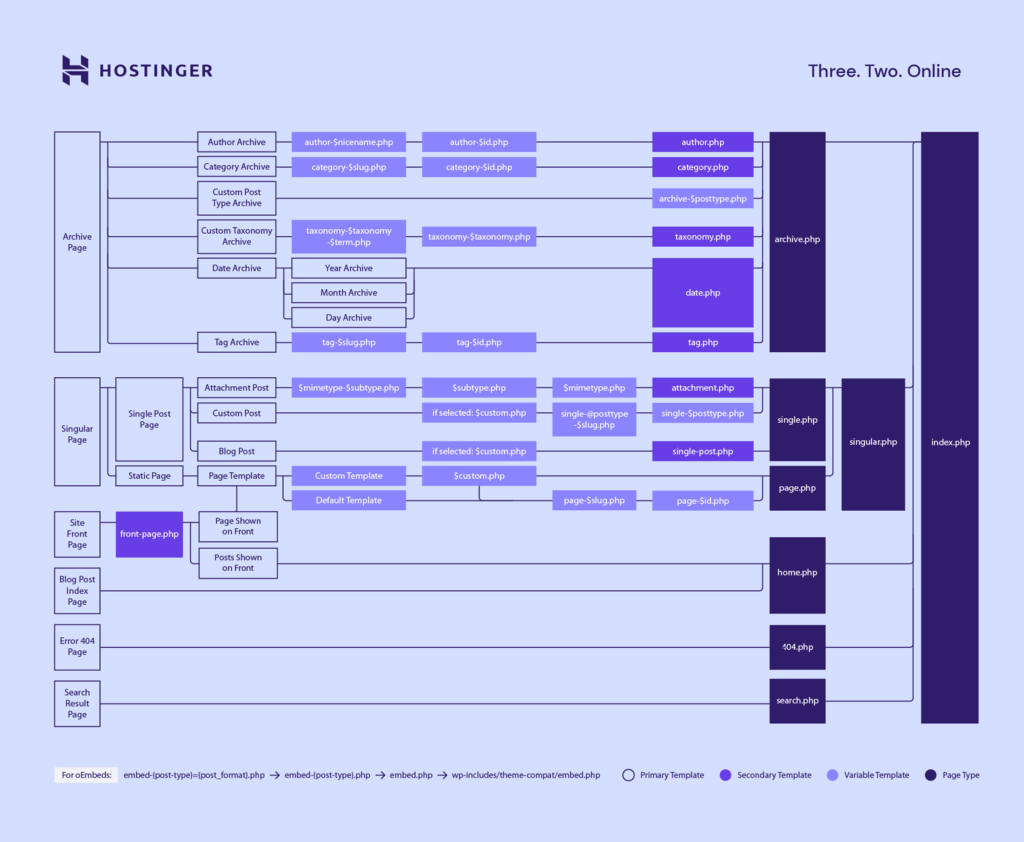 HOSTINGER
Three. Two. Online
Archive
Page
Author Archive
author-$nicename.php
author-$id.php
author.php
Category Archive
category-$slug.php
category-$id.php
category.php
Custom Post
Type Archive
archive-$posttype.php
Custom Taxonomy
Archive
taxonomy-$taxonomy
-$term.php
taxonomy-$taxonomy.php
taxonomy.php
Date Archive
Year Archive
Month Archive
Day Archive
date.php
Tag Archive
tag-$slug.php
tag-$id.php
tag.php
archive.php
index.php
Singular
Page
Single Post
Page
Attachment Post
$mimetype-$subtype.php
$subtype.php
$mimetype.php
attachment.php
Custom Post
if selected: $custom.php
single-@posttype
-$slug.php
single-$posttype.php
Blog Post
if selected: $custom.php
single-post.php
single.php
singular.php
Static Page
Page Template
Custom Template
$custom.php
Default Template
page-$slug.php
page-$id.php
page.php
Site
Front
Page
front-page.php
Page Shown
on Front
Posts Shown
on Front
home.php
Blog Post
Index
Page
Error 404
Page
404.php
Search
Result
Page
search.php
For oEmbeds: embed-(post-type)=(post_format).php → embed-(post-type).php → embed.php → wp-includes/theme-compat/embed.php
Primary Template
Secondary Template
Variable Template
Page Type